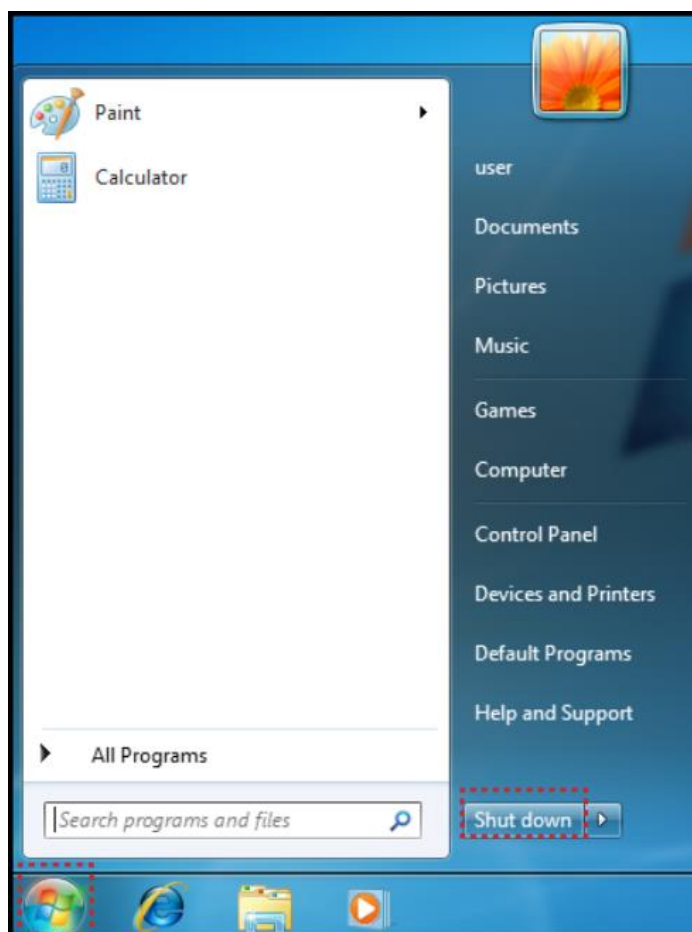 Paint
Calculator
All Programs
Search programs and files
user
Documents
Pictures
Music
Games
Computer
Control Panel
Devices and Printers
Default Programs
Help and Support
Shut down